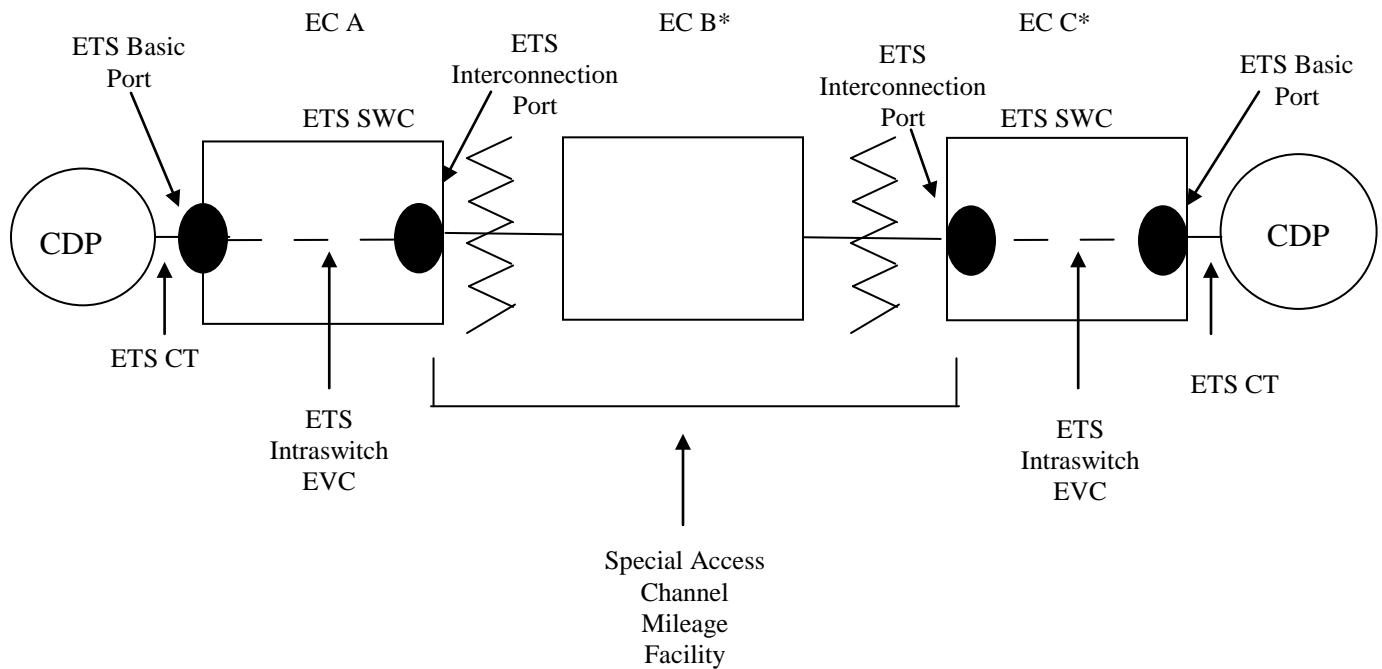 EC A
EC B*
EC C*
ETS Basic
Port
ETS
Interconnection
Port
ETS
Interconnection
Port
ETS Basic
Port
ETS SWC
ETS SWC
CDP
CDP
ETS CT
ETS CT
ETS
Intraswitch
EVC
ETS
Intraswitch
EVC
Special Access
Channel
Mileage
Facility